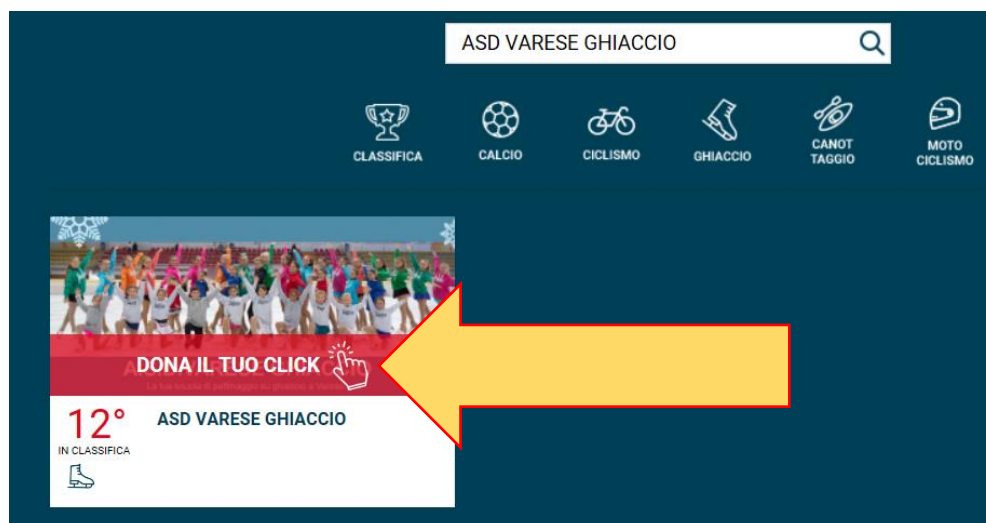 ASD VARESE GHIACCIO
CLASSIFICA
CALCIO
CICLISMO
GHIACCIO
CANOT
TAGGIO
MOTO
CICLISMO
DONA IL TUO CLICK
12°
IN CLASSIFICA
ASD VARESE GHIACCIO